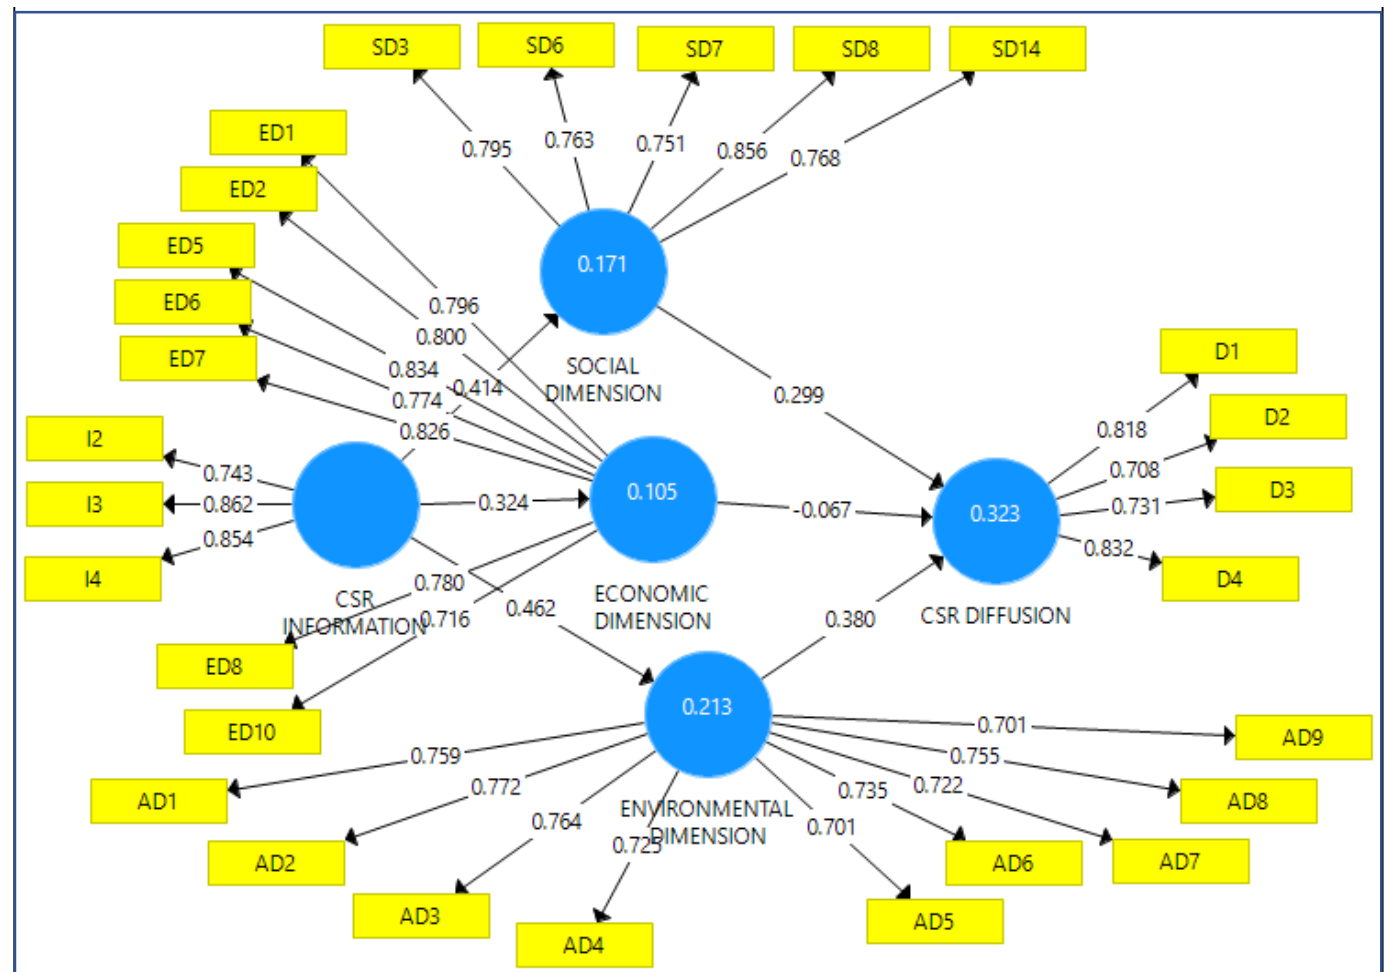 SD3
SD6
SD7
SD8
SD14
ED1
ED2
ED5
ED6
ED7
0.795
0.763
0.751
0.856
0.768
0.171
SOCIAL
DIMENSION
0.796
0.800
0.834
0.774
0.826
0.414
0.299
I2
I3
I4
0.743
0.862
0.854
CSR
INFORMATION
0.324
0.105
ECONOMIC
DIMENSION
-0.067
0.323
CSR DIFFUSION
0.818
0.708
0.731
0.832
D1
D2
D3
D4
0.780
0.716
0.462
0.380
ED8
ED10
0.213
ENVIRONMENTAL
DIMENSION
0.759
0.772
0.764
0.725
0.701
0.735
0.722
0.755
0.701
AD1
AD2
AD3
AD4
AD5
AD6
AD7
AD8
AD9